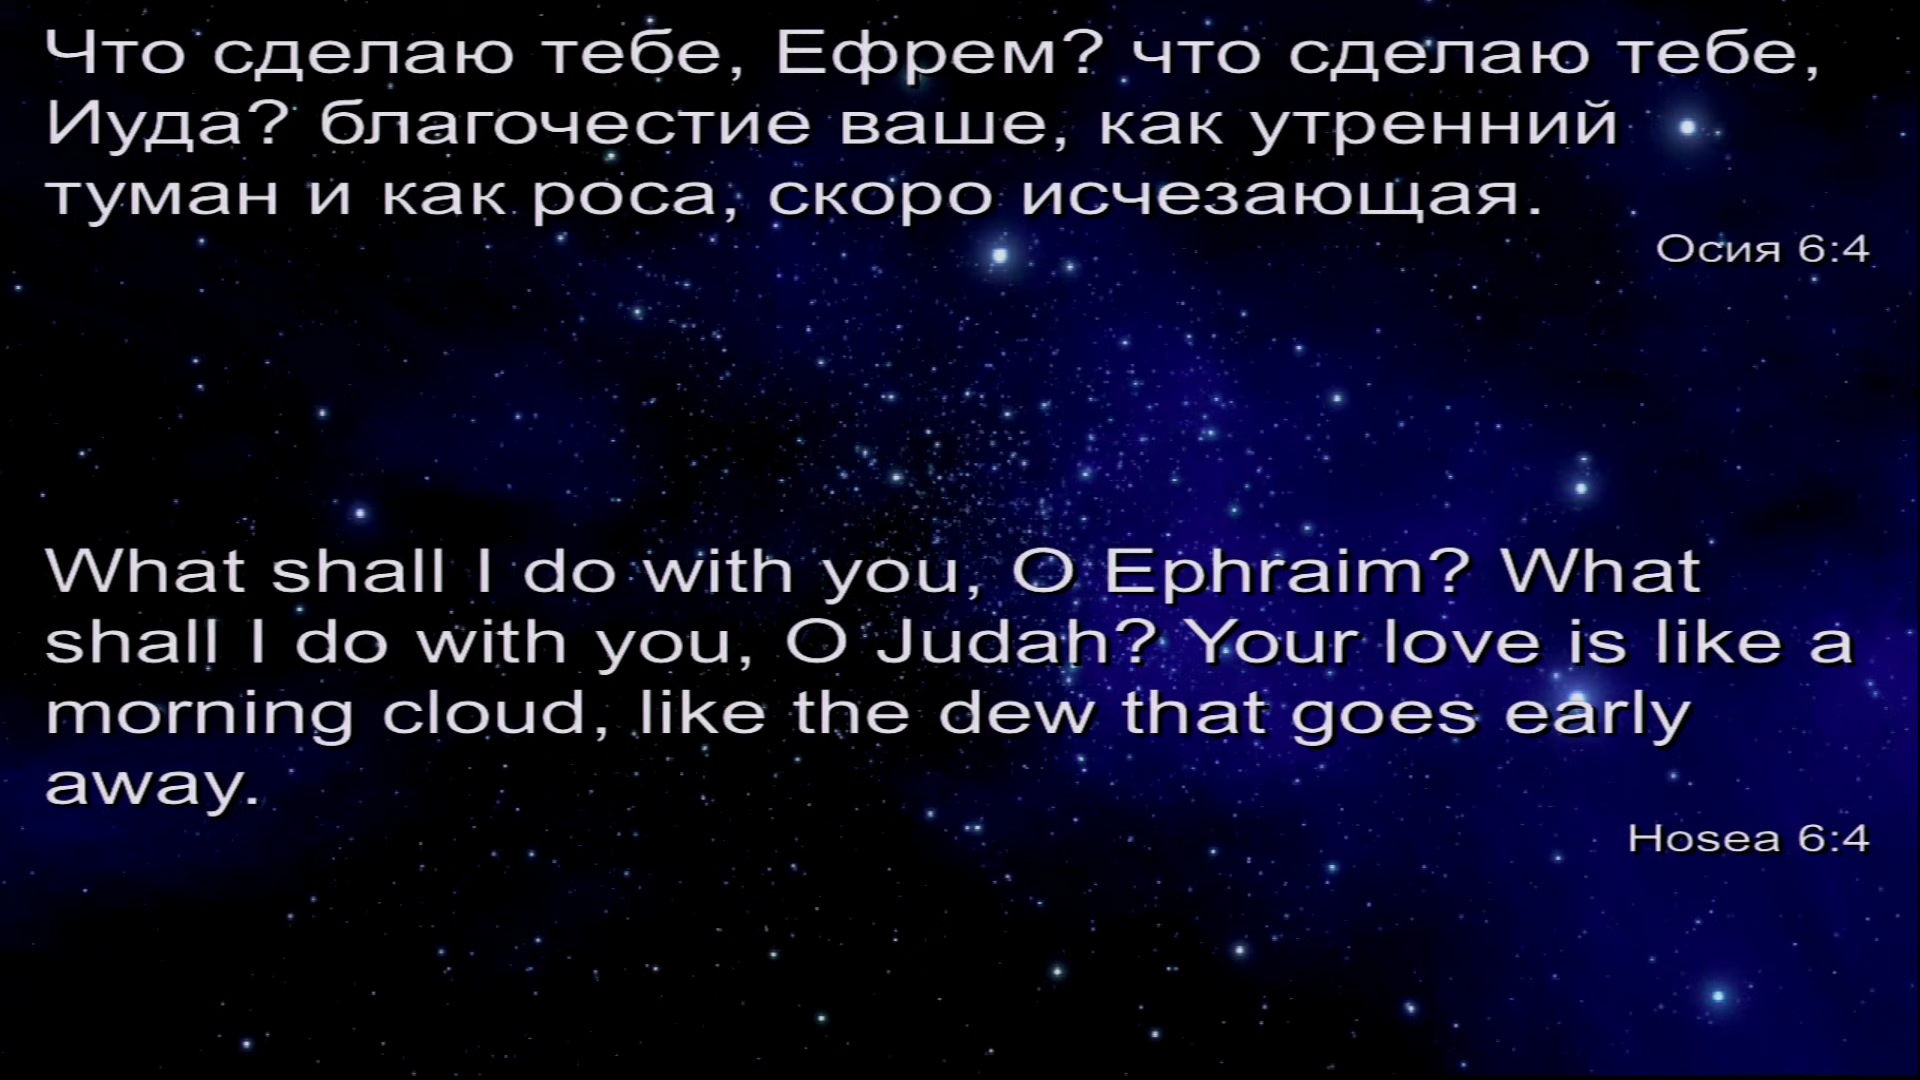 Что сделаю тебе, Ефрем? что сделаю тебе,
Иуда? благочестие ваше, как утренний
туман и как роса, скоро исчезающая.
Осия 6:4
What shall I do with you, O Ephraim? What
shall I do with you, O Judah? Your love is like a
morning cloud, like the dew that goes early
away.
Hosea 6:4